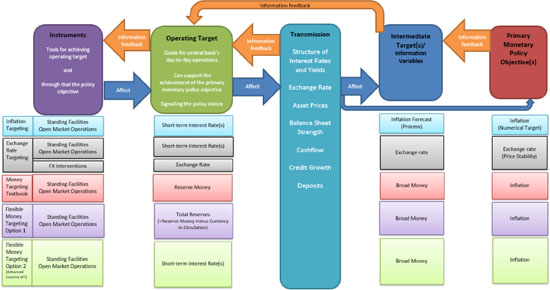 Information feedback
Instruments
Tools for achieving
operating target
and
through that the policy
objective
Information
feedback
Affect
Operating Target
Guide for central bank's
day-to-day operations
Can support the
achievement of the primary
monetary policy objective
Signalling the policy stance
Information
feedback
Affect
Transmission
Structure of
Interest Rates
and Yields
Exchange Rate
Asset Prices
Balance Sheet
Strength
Cashflow
Credit Growth
Deposits
Affect
Intermediate
Target(s)/
Information
Variables
Information
feedback
Primary
Monetary
Policy
Objective(s)
Inflation
Targeting
Standing Facilities
Open Market Operations
Short-term Interest Rate(s)
Inflation Forecast
(Process)
Inflation
(Numerical Target)
Exchange
Rate
Targeting
Standing Facilities
Open Market Operations
Short-term Interest Rate(s)
FX Interventions
Exchange Rate
Exchange rate
Exchange rate
(Price Stability)
Money
Targeting
Textbook
Standing Facilities
Open Market Operations
Reserve Money
Broad Money
Inflation
Flexible
Money
Targeting
Option 1
Standing Facilities
Open Market Operations
Total Reserves
(=Reserve Money minus Currency
in Circulation)
Broad Money
Inflation
Flexible
Money
Targeting
Option 2
(Advanced
Country MT)
Standing Facilities
Open Market Operations
Short-term Interest Rate(s)
Broad Money
Inflation